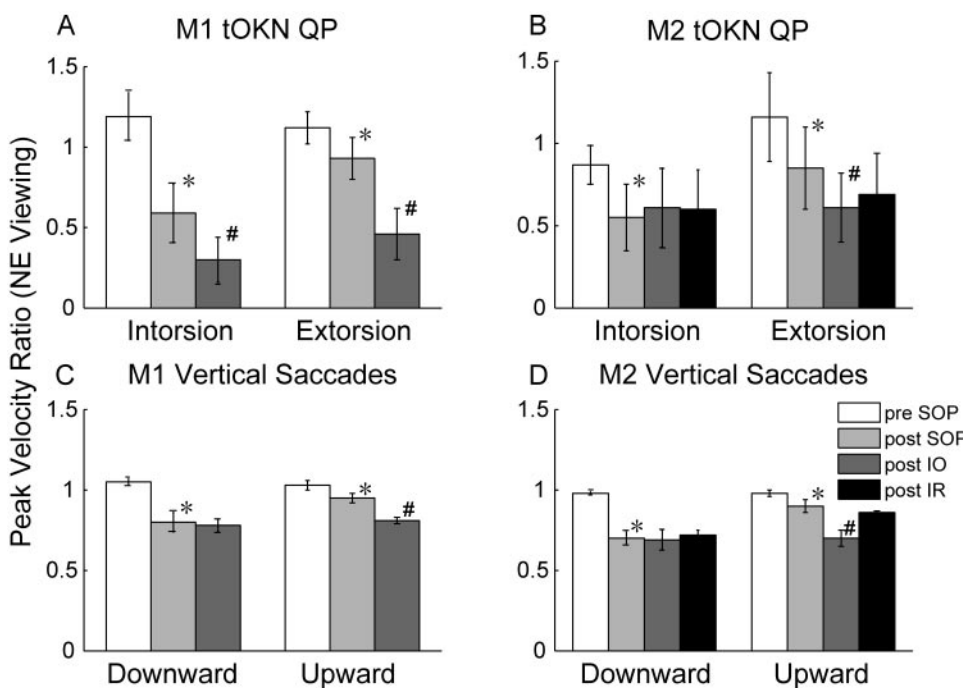 A
M1 tOKN QP
B
M2 tOKN QP
Peak Velocity Ratio (NE Viewing)
1.5
1
0.5
0
*
#
*
#
Intorsion
Extorsion
1.5
1
0.5
0
*
*
#
Intorsion
Extorsion
C
M1 Vertical Saccades
D
M2 Vertical Saccades
1.5
1
0.5
0
*
*
#
Downward
Upward
1.5
1
0.5
0
*
*
#
Downward
Upward
pre SOP
post SOP
post IO
post IR